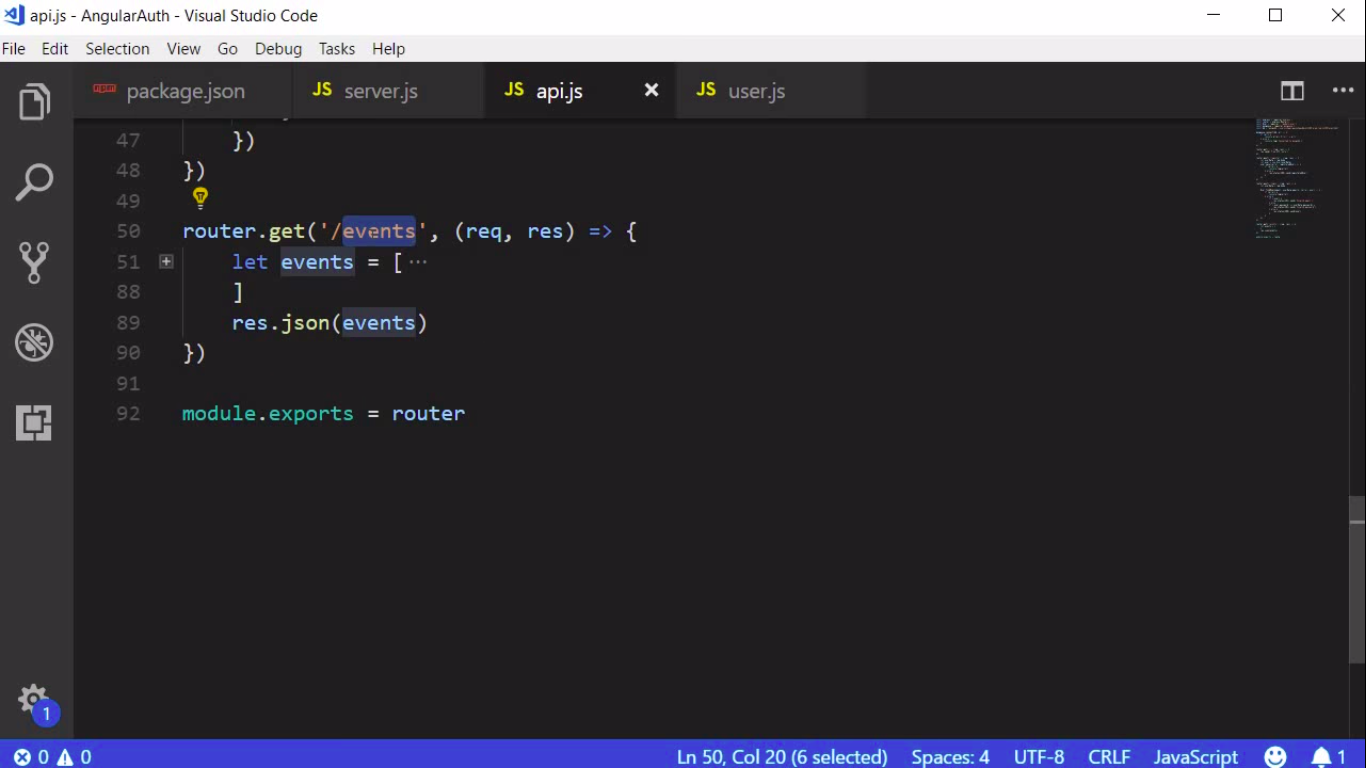 api.js - AngularAuth - Visual Studio Code
File Edit Selection View Go Debug Tasks Help
package.json JS server.js JS api.js JS user.js
47 })
48 })
49
50 router.get('/events', (req, res) => {
51 let events = [···
88 ]
89 res.json(events)
90 })
91
92 module.exports = router
1
0 0 Ln 50, Col 20 (6 selected) Spaces: 4 UTF-8 CRLF JavaScript 1